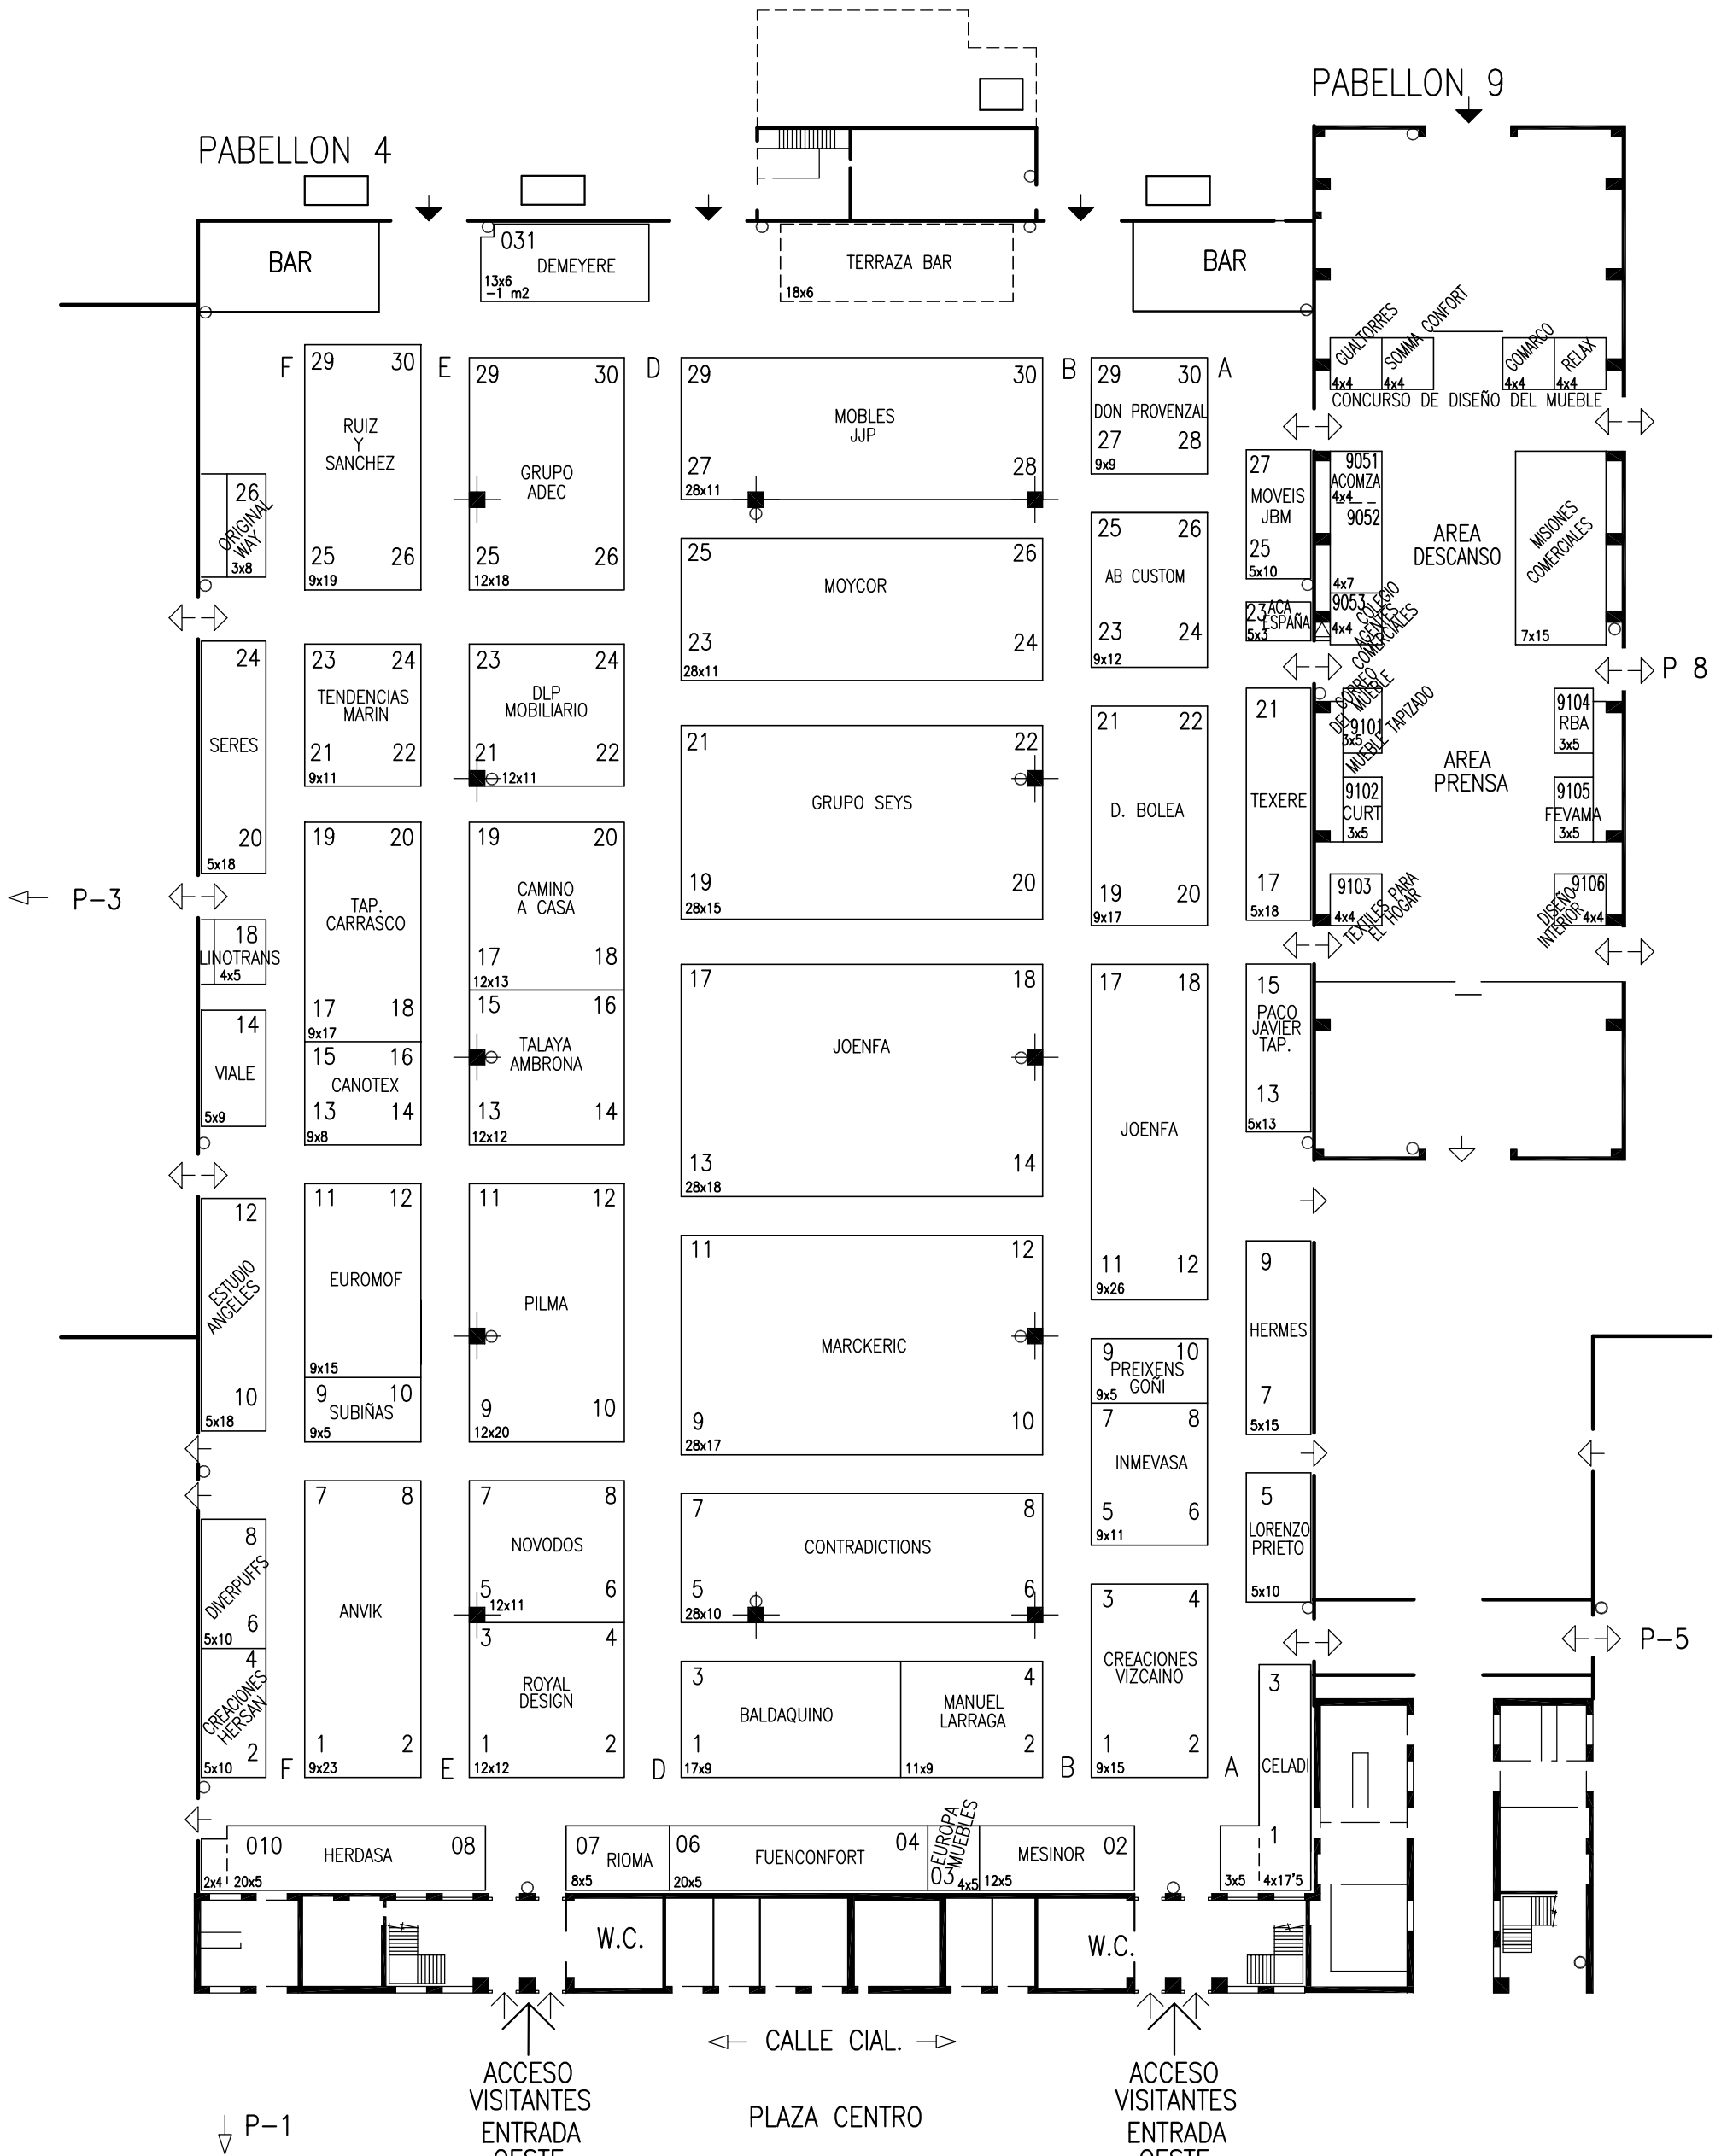 PABELLON 9
PABELLON 4
BAR
031
DEMEYERE
13x6
-1 m2
TERRAZA BAR
18x6
BAR
GUALTORRES
4x4
SOMMA CONFORT
4x4
GOMARCO
4x4
RELAX
4x4
CONCURSO DE DISEÑO DEL MUEBLE
F
29 30
RUIZ
Y
SANCHEZ
25 26
9x19
E
29 30
GRUPO
ADEC
25 26
12x18
D
29 30
MOBLES
JJP
27 28
28x11
B
29 30
DON PROVENZAL
27 28
9x9
A
27
MOVEIS
JBM
25
5x10
9051
ACOMZA
4x4
9052
4x7
AREA
DESCANSO
MISIONES
COMERCIALES
7x15
26
ORIGINAL
WAY
3x8
25 26
MOYCOR
23 24
28x11
25 26
AB CUSTOM
23 24
9x12
23
ACA
ESPAÑA
5x3
9053
4x4
COLEGIO
AGENTES
COMERCIALES
P 8
24
SERES
20
5x18
23 24
TENDENCIAS
MARIN
21 22
9x11
23 24
DLP
MOBILIARIO
21 22
12x11
21 22
GRUPO SEYS
19 20
28x15
21 22
D. BOLEA
19 20
9x17
21
TEXERE
17
5x18
CORREO
DEL MUEBLE
9101
3x5
MUEBLE TAPIZADO
9104
RBA
3x5
AREA
PRENSA
9102
CURT
3x5
9105
FEVAMA
3x5
9103
4x4
TEXTILES PARA
EL HOGAR
9106
4x4
DISEÑO
INTERIOR
P-3
19 20
TAP.
CARRASCO
17 18
9x17
19 20
CAMINO
A CASA
17 18
12x13
18
LINOTRANS
4x5
14
VIALE
5x9
15 16
CANOTEX
13 14
9x8
15 16
TALAYA
AMBRONA
13 14
12x12
17 18
JOENFA
13 14
28x18
17 18
JOENFA
11 12
9x26
15
PACO
JAVIER
TAP.
13
5x13
12
ESTUDIO
ANGELES
10
5x18
11 12
EUROMOF
9x15
9 10
SUBIÑAS
9x5
11 12
PILMA
9 10
12x20
11 12
MARCKERIC
9 10
28x17
9 10
PREIXENS
GOÑI
9x5
7 8
INMEVASA
5 6
9x11
9
HERMES
7
5x15
8
DIVERPUFFS
6
5x10
4
CREACIONES
HERSAN
2
5x10
7 8
ANVIK
1 2
9x23
7 8
NOVODOS
5 6
12x11
3 4
ROYAL
DESIGN
1 2
12x12
7 8
CONTRADICTIONS
5 6
28x10
3
BALDAQUINO
1
17x9
4
MANUEL
LARRAGA
2
11x9
3 4
CREACIONES
VIZCAINO
1 2
9x15
5
LORENZO
PRIETO
5x10
P-5
3
CELADI
1
3x5 4x17'5
F E D B A
010 HERDASA 08
2x4 20x5
07 RIOMA
8x5
06 FUENCONFORT 04
20x5
EUROPA
MUEBLES
03 4x5
MESINOR 02
12x5
W.C.
W.C.
CALLE CIAL.
ACCESO
VISITANTES
ENTRADA
OESTE
PLAZA CENTRO
ACCESO
VISITANTES
ENTRADA
OESTE
P-1